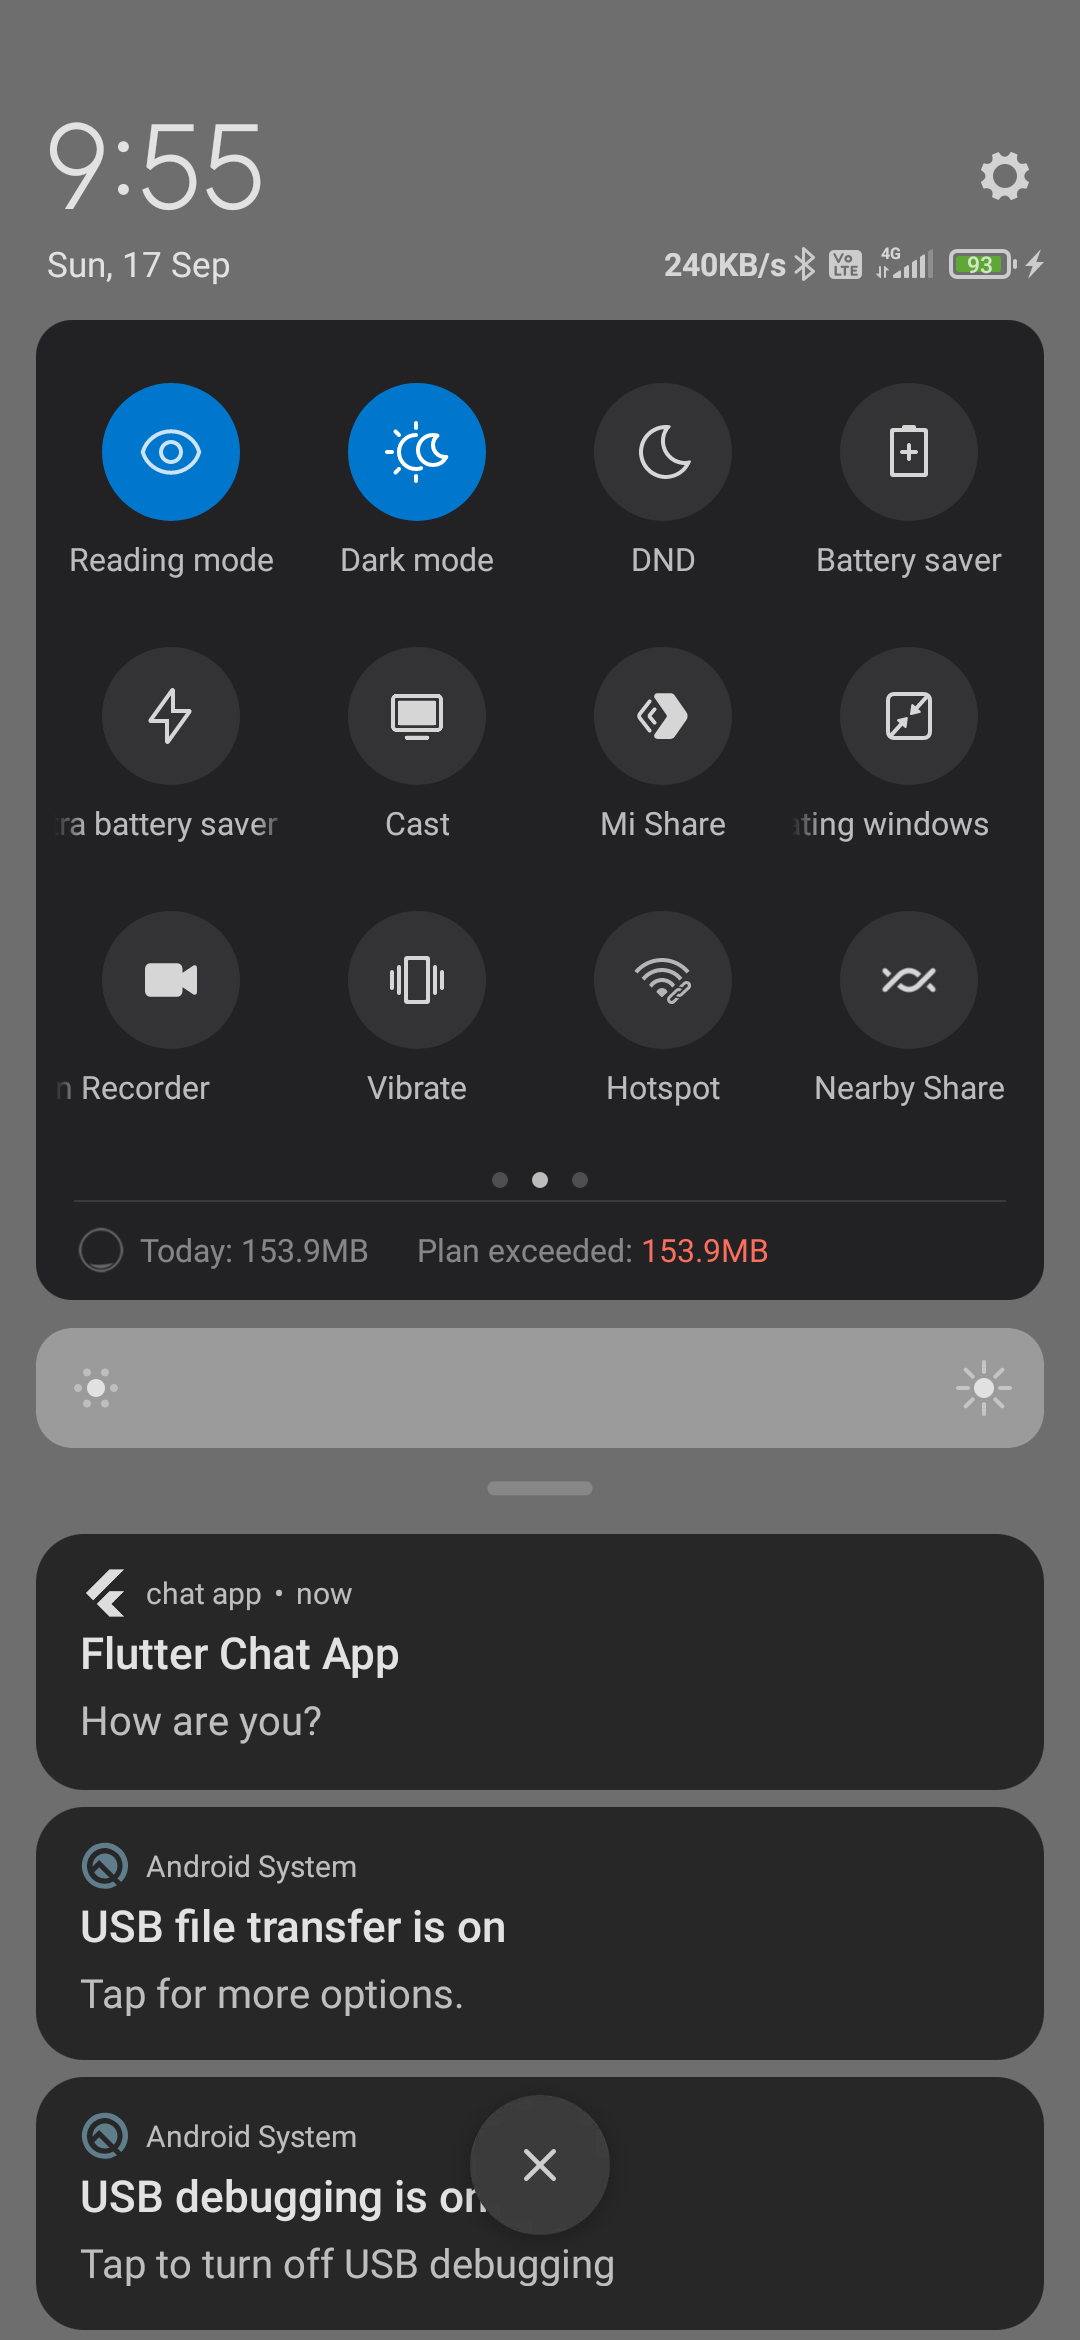 9:55
Sun, 17 Sep
240KB/s Vo LTE 4G 93
Reading mode Dark mode DND Battery saver
battery saver Cast Mi Share windows
Recorder Vibrate Hotspot Nearby Share
Today: 153.9MB Plan exceeded: 153.9MB
chat app • now
Flutter Chat App
How are you?
Android System
USB file transfer is on
Tap for more options.
Android System
USB debugging is on
Tap to turn off USB debugging